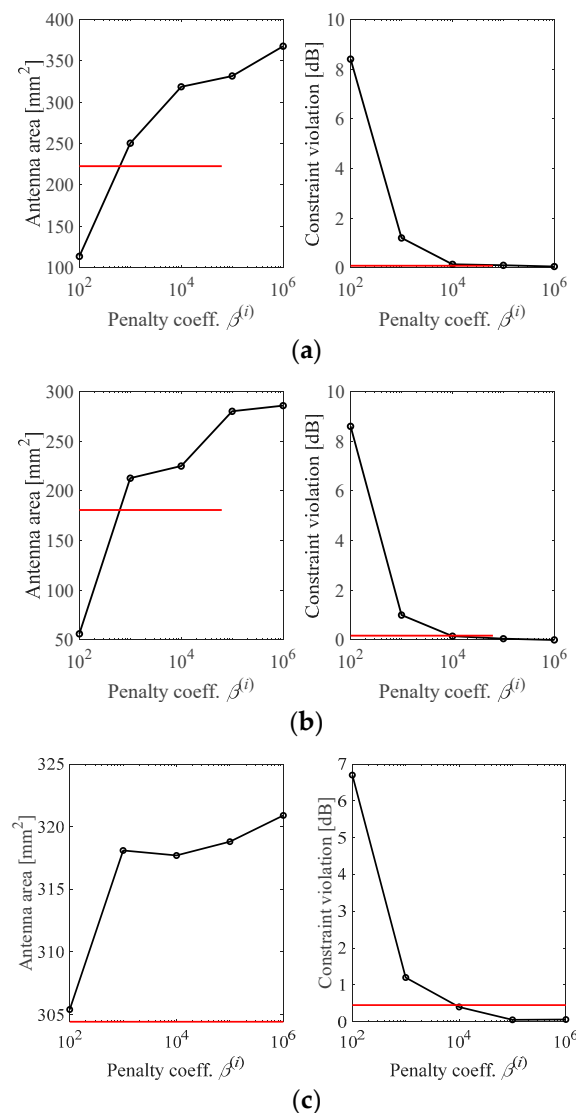 400
350
300
250
200
150
100
Antenna area [mm²]
10² 10⁴ 10⁶
Penalty coeff. β⁽ⁱ⁾
10
8
6
4
2
0
Constraint violation [dB]
10² 10⁴ 10⁶
Penalty coeff. β⁽ⁱ⁾
(a)
300
250
200
150
100
50
Antenna area [mm²]
10² 10⁴ 10⁶
Penalty coeff. β⁽ⁱ⁾
10
8
6
4
2
0
Constraint violation [dB]
10² 10⁴ 10⁶
Penalty coeff. β⁽ⁱ⁾
(b)
325
320
315
310
305
Antenna area [mm²]
10² 10⁴ 10⁶
Penalty coeff. β⁽ⁱ⁾
7
6
5
4
3
2
1
0
Constraint violation [dB]
10² 10⁴ 10⁶
Penalty coeff. β⁽ⁱ⁾
(c)